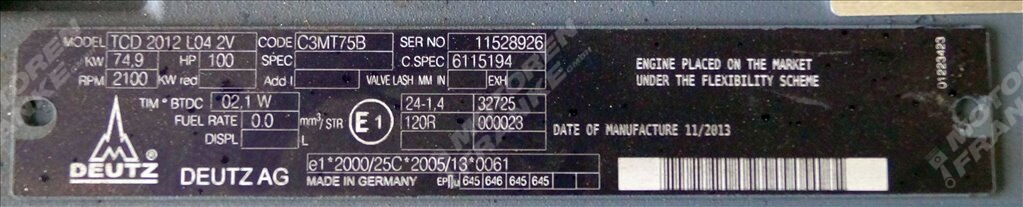 MODEL TCD 2012 L04 2V CODE C3MT75B SER NO 11528926
KW 74,9 HP 100 SPEC C.SPEC 6115194
RPM 2100 KW red Add I VALVE LASH MM IN EXH
TIM° BTDC 02,1 W 24-1,4 32725
FUEL RATE 0.0 mm³/STR E1 120R 000023
DISPL L
e1*2000/25C*2005/13*0061
DEUTZ DEUTZ AG MADE IN GERMANY EP 645 646 645 645
ENGINE PLACED ON THE MARKET
UNDER THE FLEXIBILITY SCHEME
DATE OF MANUFACTURE 11/2013
01223423
MOTOREN
FRANKE